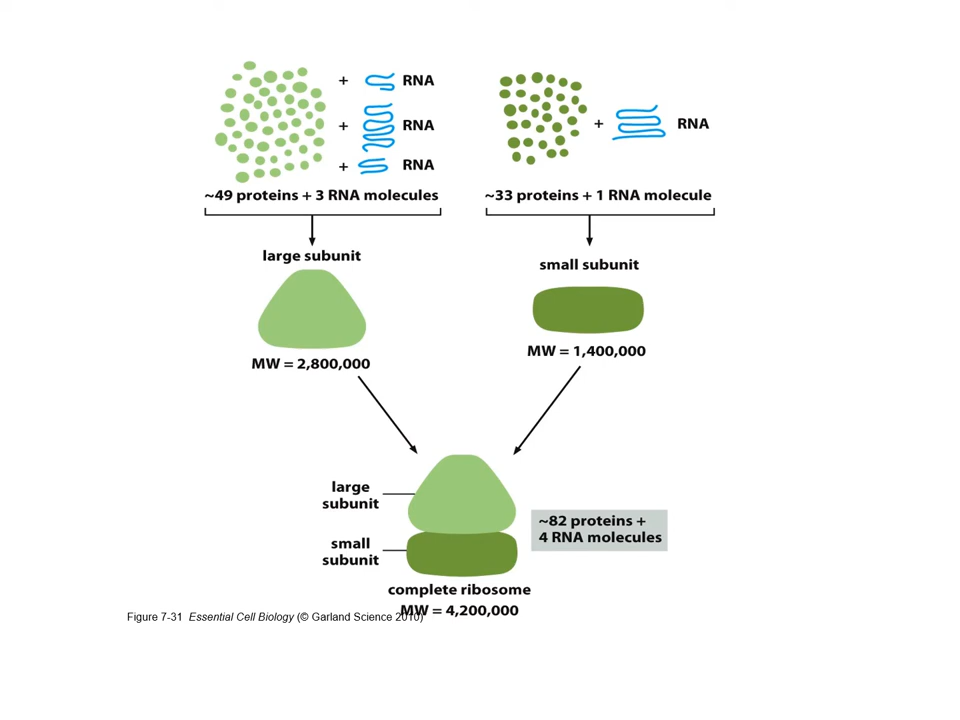 + RNA
+ RNA
+ RNA
~49 proteins + 3 RNA molecules
+ RNA
~33 proteins + 1 RNA molecule
large subunit
MW = 2,800,000
small subunit
MW = 1,400,000
large
subunit
small
subunit
~82 proteins +
4 RNA molecules
complete ribosome
MW = 4,200,000
Figure 7-31 Essential Cell Biology (© Garland Science 2010)